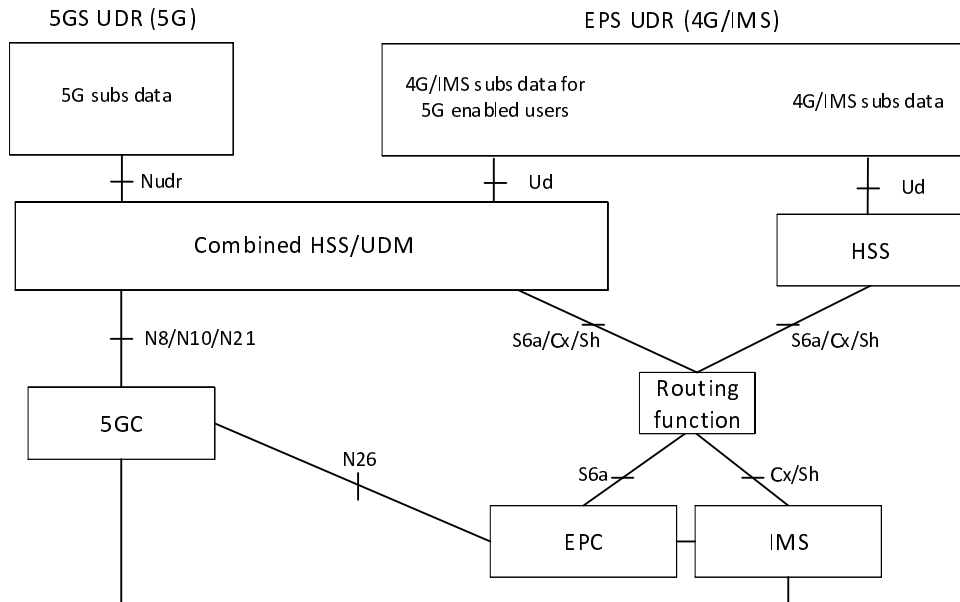 5GS UDR (5G)
EPS UDR (4G/IMS)
5G subs data
4G/IMS subs data for
5G enabled users
4G/IMS subs data
Nudr
Ud
Ud
Combined HSS/UDM
HSS
N8/N10/N21
S6a/Cx/Sh
S6a/Cx/Sh
Routing
function
5GC
N26
S6a
Cx/Sh
EPC
IMS